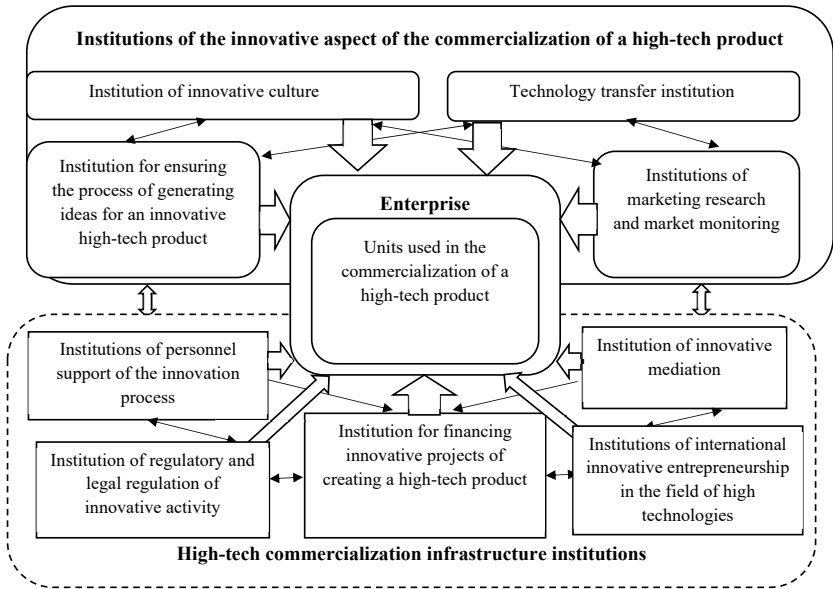 Institutions of the innovative aspect of the commercialization of a high-tech product
Institution of innovative culture
Technology transfer institution
Institution for ensuring
the process of generating
ideas for an innovative
high-tech product
Institutions of
marketing research
and market monitoring
Enterprise
Units used in the
commercialization of a
high-tech product
Institutions of personnel
support of the innovation
process
Institution of innovative
mediation
Institution of regulatory and
legal regulation of
innovative activity
Institution for financing
innovative projects of
creating a high-tech product
Institutions of international
innovative entrepreneurship
in the field of high
technologies
High-tech commercialization infrastructure institutions